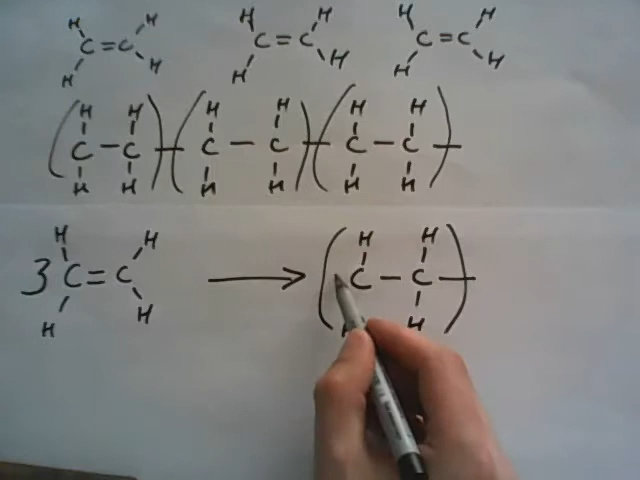 H H H H H H
C = C C = C C = C
H H H H H H
H H H H H H
( C — C ) — ( C — C ) — ( C — C ) —
H H H H H H
H H H H
3 C = C → ( C — C ) —
H H H